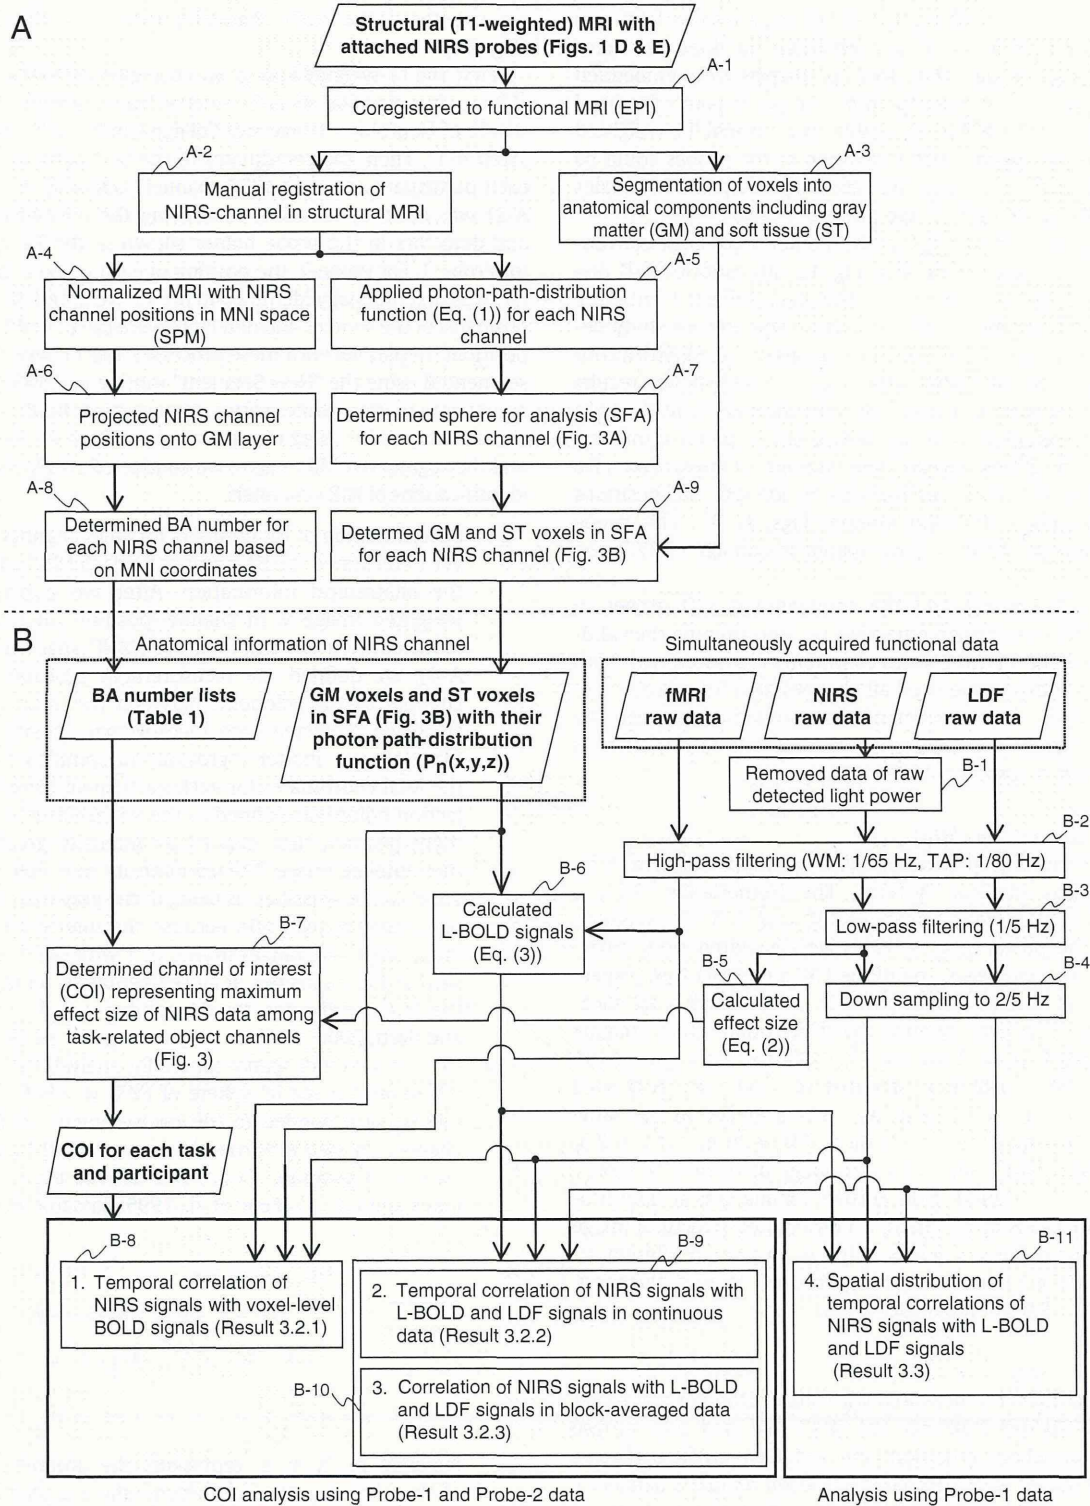 A
Structural (T1-weighted) MRI with
attached NIRS probes (Figs. 1 D & E)
A-1
Coregistered to functional MRI (EPI)
A-2
Manual registration of
NIRS-channel in structural MRI
A-3
Segmentation of voxels into
anatomical components including gray
matter (GM) and soft tissue (ST)
A-4
Normalized MRI with NIRS
channel positions in MNI space
(SPM)
A-5
Applied photon-path-distribution
function (Eq. (1)) for each NIRS
channel
A-6
Projected NIRS channel
positions onto GM layer
A-7
Determined sphere for analysis (SFA)
for each NIRS channel (Fig. 3A)
A-8
Determined BA number for
each NIRS channel based
on MNI coordinates
A-9
Determed GM and ST voxels in SFA
for each NIRS channel (Fig. 3B)
B
Anatomical information of NIRS channel
Simultaneously acquired functional data
BA number lists
(Table 1)
GM voxels and ST voxels
in SFA (Fig. 3B) with their
photon-path-distribution
function (Pn(x,y,z))
fMRI
raw data
NIRS
raw data
LDF
raw data
B-1
Removed data of raw
detected light power
B-2
High-pass filtering (WM: 1/65 Hz, TAP: 1/80 Hz)
B-3
Low-pass filtering (1/5 Hz)
B-4
Down sampling to 2/5 Hz
B-5
Calculated
effect size
(Eq. (2))
B-6
Calculated
L-BOLD signals
(Eq. (3))
B-7
Determined channel of interest
(COI) representing maximum
effect size of NIRS data among
task-related object channels
(Fig. 3)
COI for each task
and participant
B-8
1. Temporal correlation of
NIRS signals with voxel-level
BOLD signals (Result 3.2.1)
B-9
2. Temporal correlation of NIRS signals with
L-BOLD and LDF signals in continuous
data (Result 3.2.2)
B-10
3. Correlation of NIRS signals with L-BOLD
and LDF signals in block-averaged data
(Result 3.2.3)
B-11
4. Spatial distribution of
temporal correlations of
NIRS signals with L-BOLD
and LDF signals
(Result 3.3)
COI analysis using Probe-1 and Probe-2 data
Analysis using Probe-1 data